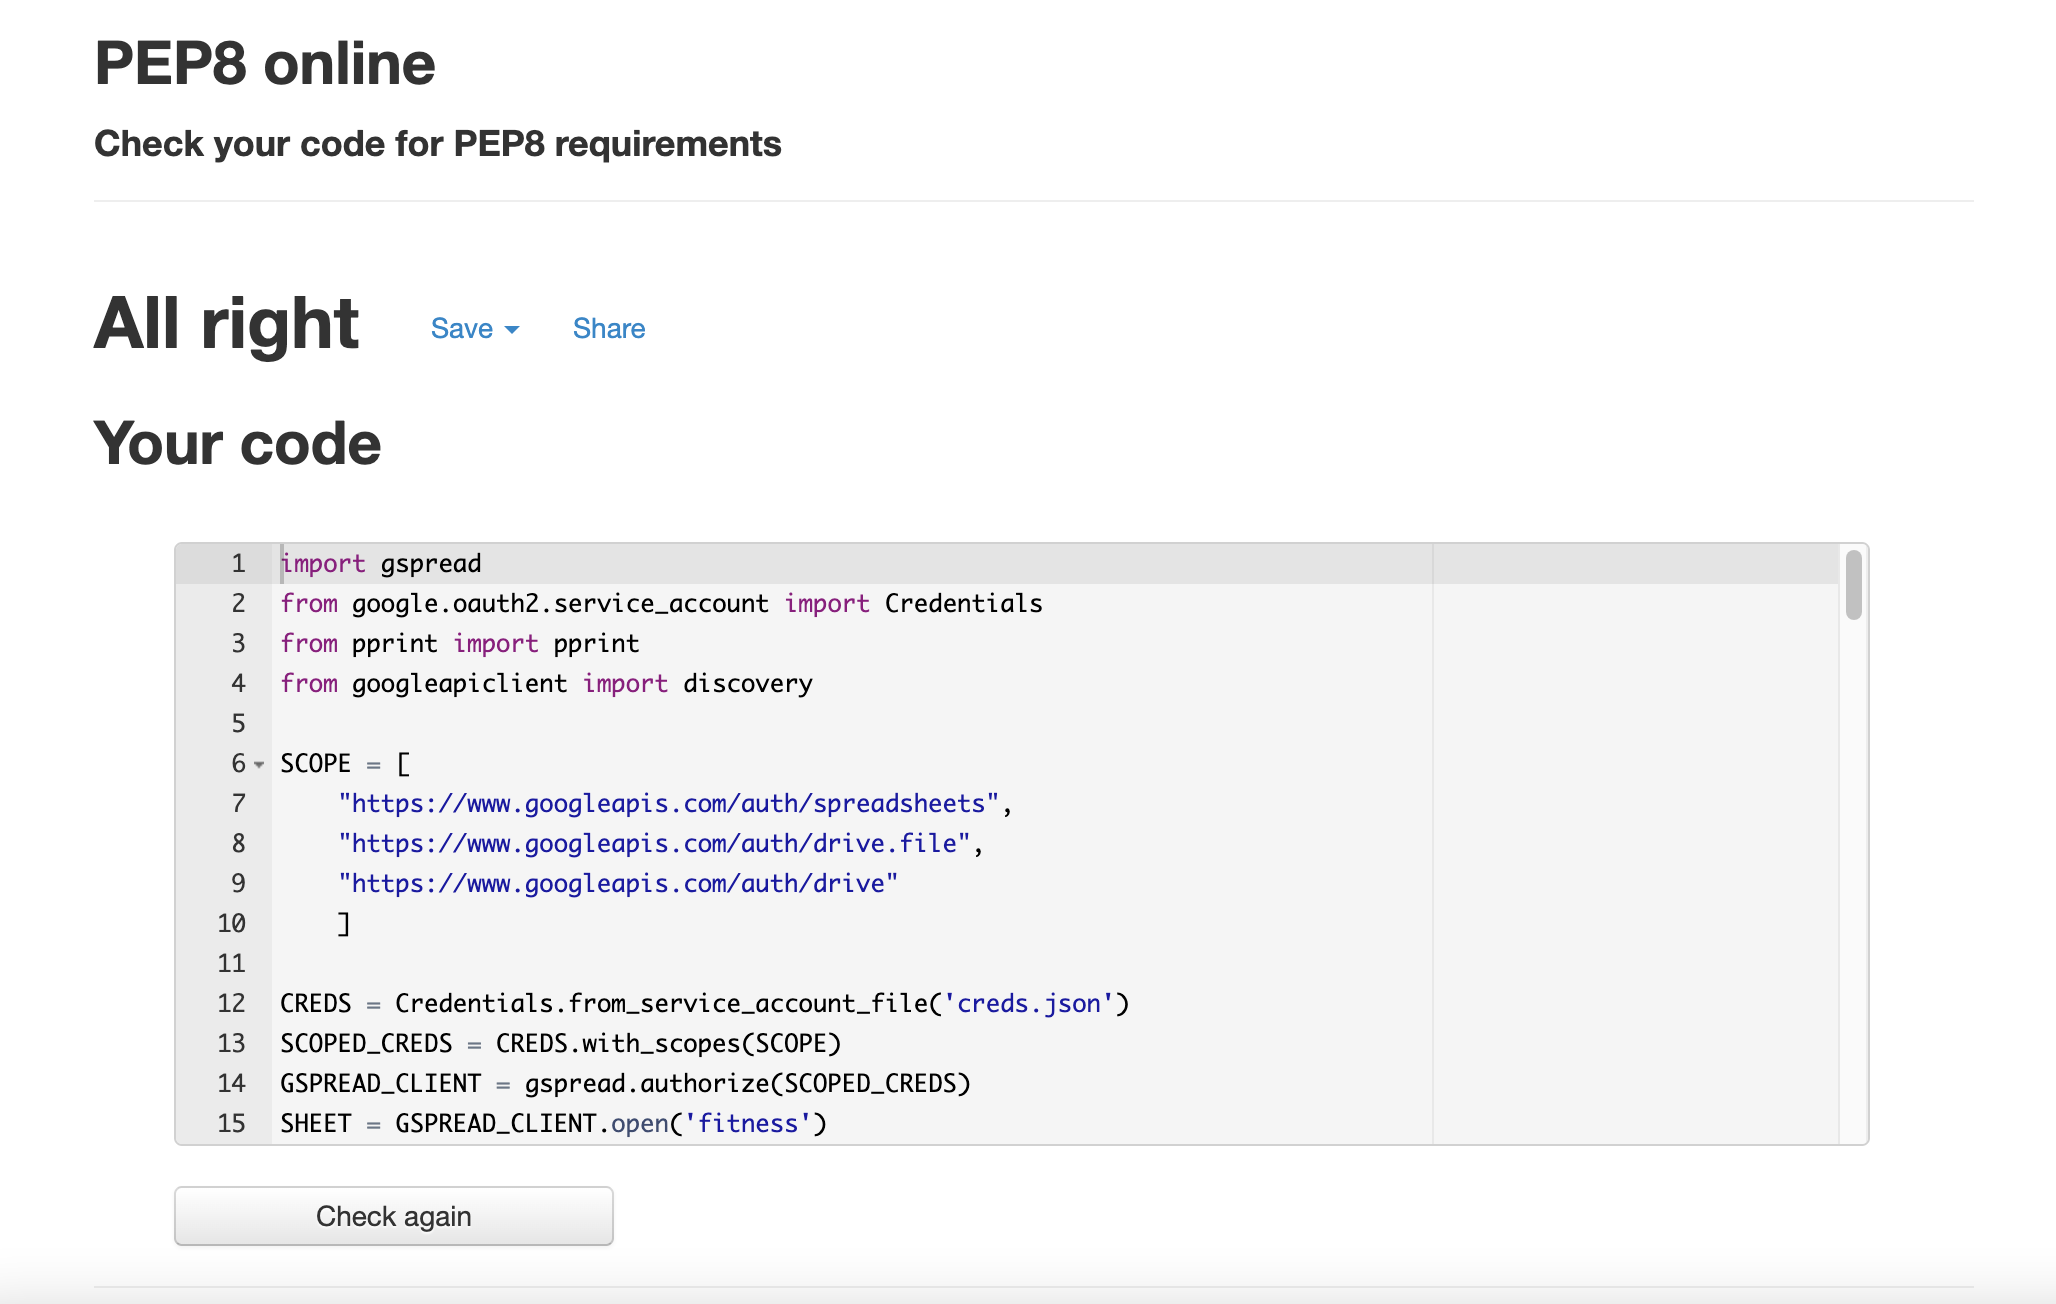 PEP8 online
Check your code for PEP8 requirements
All right Save Share
Your code
1 import gspread
2 from google.oauth2.service_account import Credentials
3 from pprint import pprint
4 from googleapiclient import discovery
5
6 SCOPE = [
7     "https://www.googleapis.com/auth/spreadsheets",
8     "https://www.googleapis.com/auth/drive.file",
9     "https://www.googleapis.com/auth/drive"
10     ]
11
12 CREDS = Credentials.from_service_account_file('creds.json')
13 SCOPED_CREDS = CREDS.with_scopes(SCOPE)
14 GSPREAD_CLIENT = gspread.authorize(SCOPED_CREDS)
15 SHEET = GSPREAD_CLIENT.open('fitness')
Check again